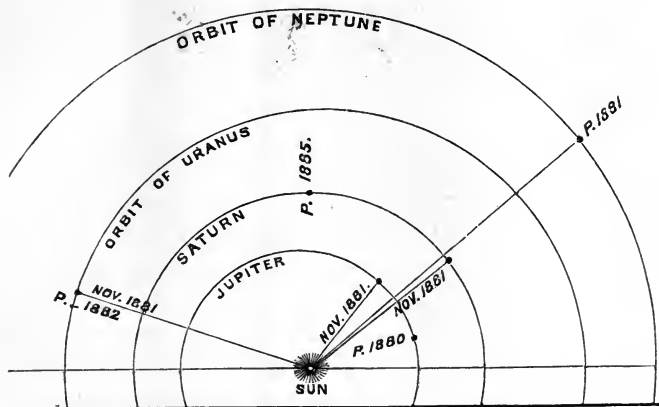 ORBIT OF NEPTUNE
P. 1881
ORBIT OF URANUS
P. 1885.
SATURN
JUPITER
NOV. 1881.
NOV. 1881
P. 1880
NOV. 1881
P. - 1882
SUN